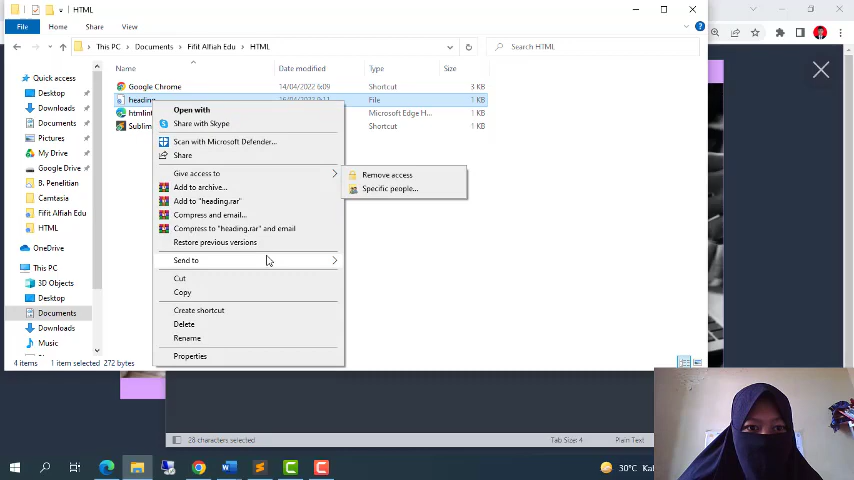 HTML
File
Home
Share
View
This PC
Documents
Fifit Alfiah Edu
HTML
Search HTML
Name
Date modified
Type
Size
Quick access
Desktop
Downloads
Documents
Pictures
My Drive
Google Drive
B. Penelitian
Camtasia
Fifit Alfiah Edu
HTML
OneDrive
This PC
3D Objects
Desktop
Documents
Downloads
Music
Google Chrome 14/04/2022 6:09 Shortcut 3 KB
heading File 1 KB
Microsoft Edge H... 1 KB
Shortcut 1 KB
Open with
Share with Skype
Scan with Microsoft Defender...
Share
Give access to
Add to archive...
Add to "heading.rar"
Compress and email...
Compress to "heading.rar" and email
Restore previous versions
Send to
Cut
Copy
Create shortcut
Delete
Rename
Properties
Remove access
Specific people...
4 items
1 item selected 272 bytes
28 characters selected
Tab Size: 4
Plain Text
30°C